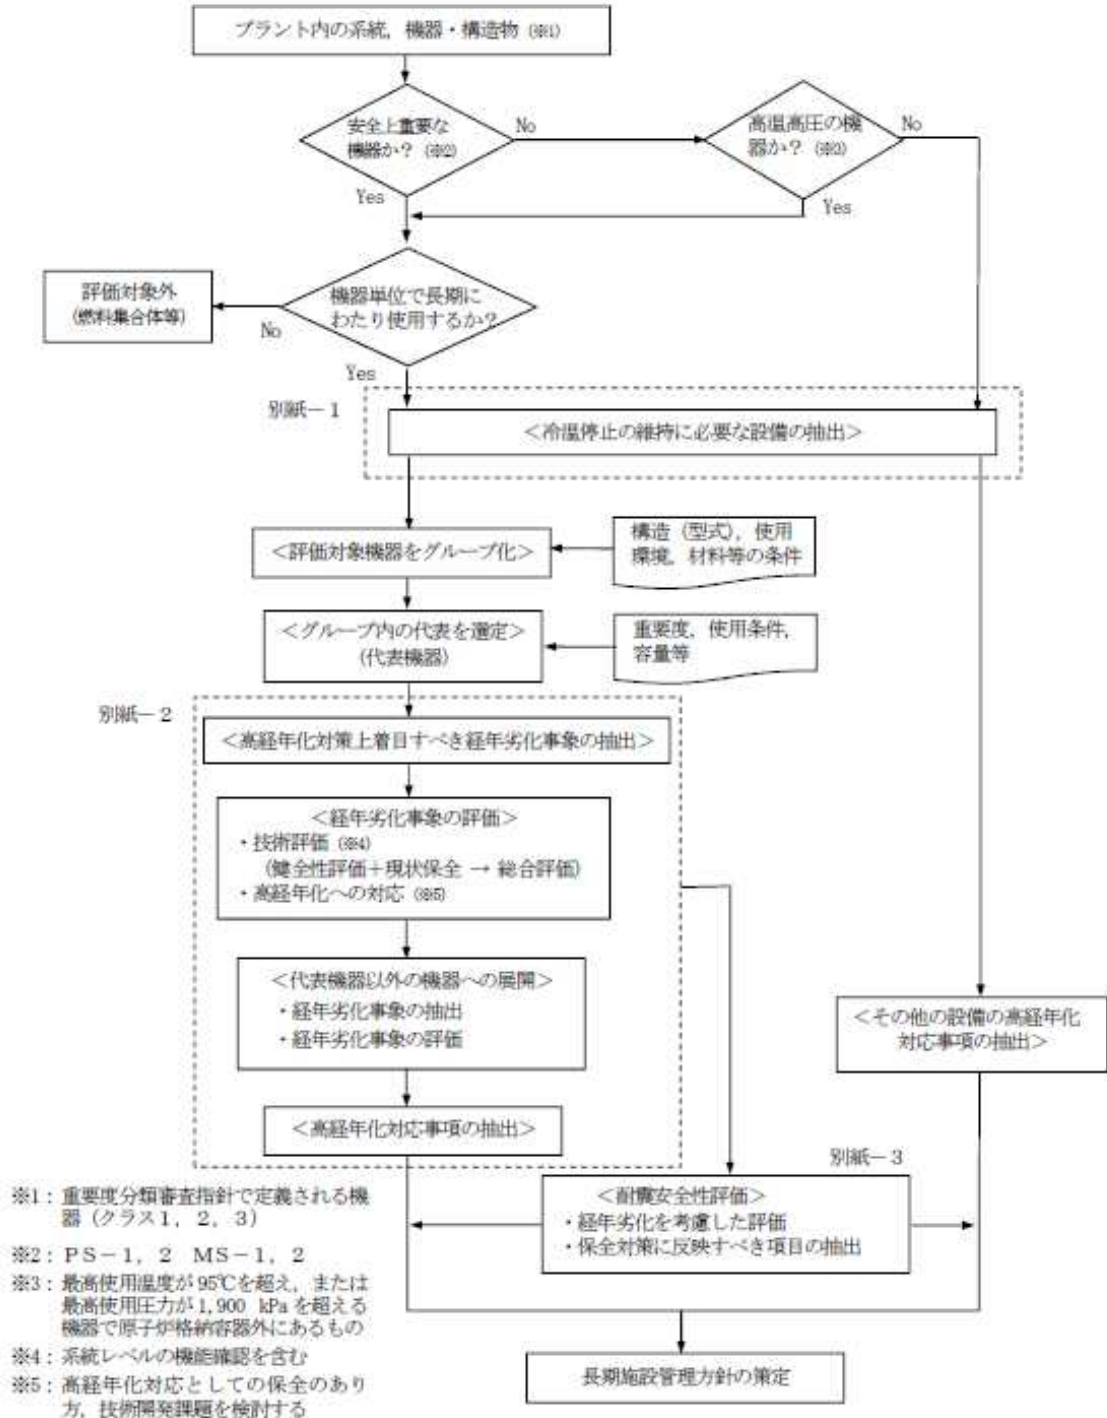 プラント内の系統，機器・構造物 (※1)
安全上重要な
機器か？ (※2)
No
高温高圧の機
器か？ (※3)
No
Yes
Yes
機器単位で長期に
わたり使用するか？
評価対象外
(燃料集合体等)
No
Yes
別紙－１
＜冷温停止の維持に必要な設備の抽出＞
＜評価対象機器をグループ化＞
構造（型式），使用
環境，材料等の条件
＜グループ内の代表を選定＞
(代表機器)
重要度，使用条件，
容量等
別紙－２
＜高経年化対策上着目すべき経年劣化事象の抽出＞
＜経年劣化事象の評価＞
・技術評価 (※4)
（健全性評価＋現状保全 → 総合評価）
・高経年化への対応 (※5)
＜代表機器以外の機器への展開＞
・経年劣化事象の抽出
・経年劣化事象の評価
＜高経年化対応事項の抽出＞
＜その他の設備の高経年化
対応事項の抽出＞
別紙－３
＜耐震安全性評価＞
・経年劣化を考慮した評価
・保全対策に反映すべき項目の抽出
長期施設管理方針の策定
※1：重要度分類審査指針で定義される機
器（クラス１，２，３）
※2：ＰＳ－１，２　ＭＳ－１，２
※3：最高使用温度が 95℃を超え，または
最高使用圧力が 1,900 kPa を超える
機器で原子炉格納容器外にあるもの
※4：系統レベルの機能確認を含む
※5：高経年化対応としての保全のあり
方，技術開発課題を検討する